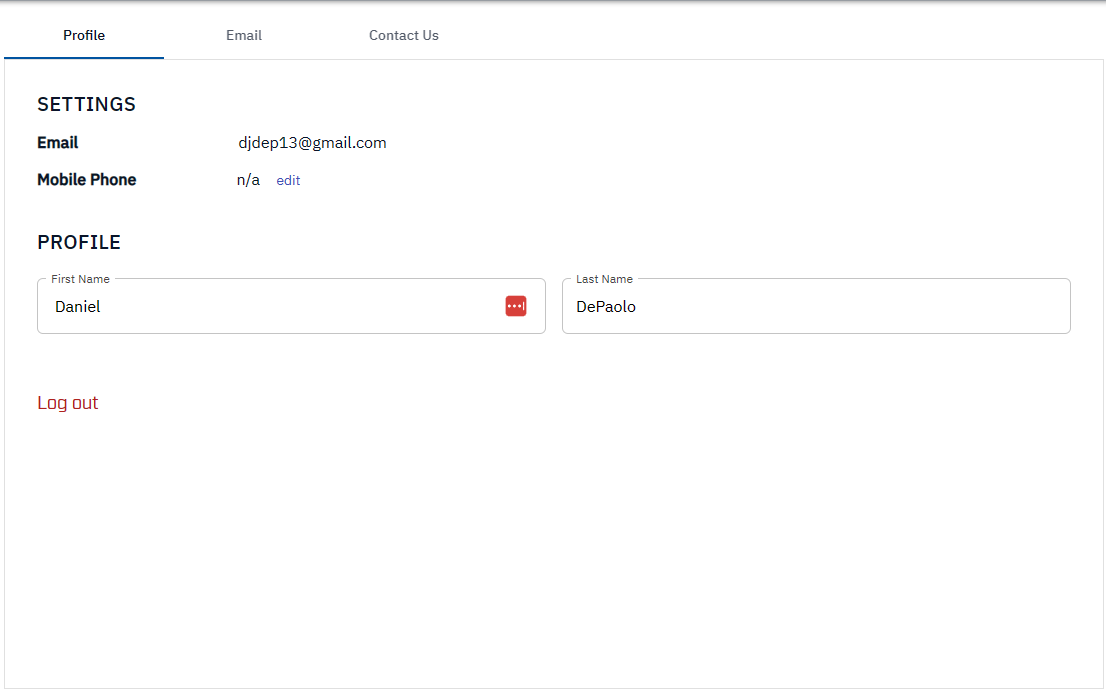 Profile Email Contact Us
SETTINGS
Email djdep13@gmail.com
Mobile Phone n/a edit
PROFILE
First Name Last Name
Daniel DePaolo
Log out